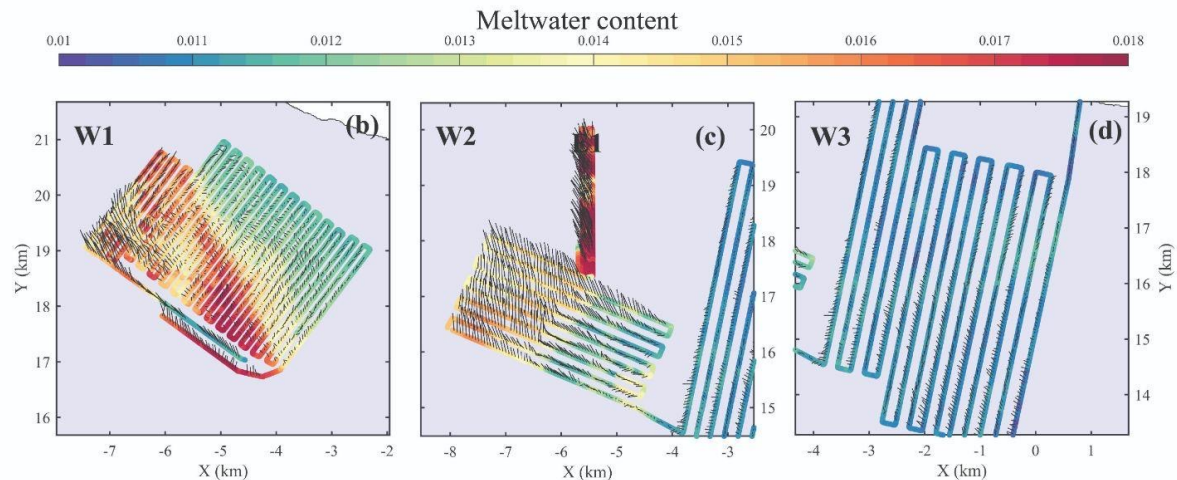 Meltwater content
0.01 0.011 0.012 0.013 0.014 0.015 0.016 0.017 0.018
W1 (b)
21
20
19
18
17
16
Y (km)
-7 -6 -5 -4 -3 -2
X (km)
W2 (c)
20
19
18
17
16
15
-8 -7 -6 -5 -4 -3
X (km)
W3 (d)
19
18
17
16
15
14
Y (km)
-4 -3 -2 -1 0 1
X (km)